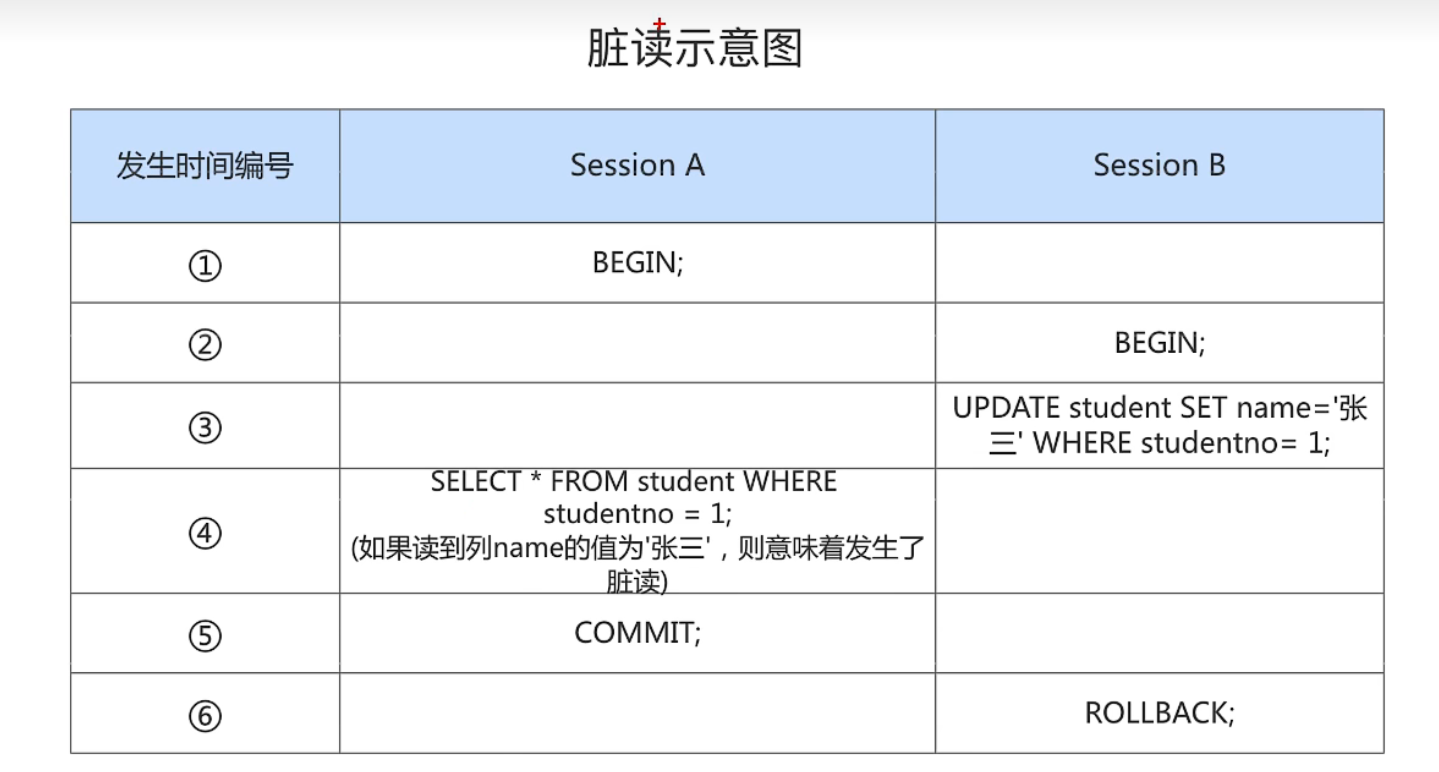 脏读示意图
发生时间编号 Session A Session B
① BEGIN;
② BEGIN;
③ UPDATE student SET name='张
三' WHERE studentno= 1;
④ SELECT * FROM student WHERE
studentno = 1;
(如果读到列name的值为'张三'，则意味着发生了
脏读)
⑤ COMMIT;
⑥ ROLLBACK;